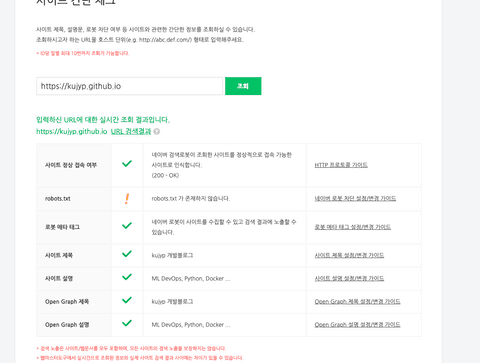 사이트 간단 체크
사이트 제목, 설명문, 로봇 차단 여부 등 사이트와 관련한 간단한 정보를 조회하실 수 있습니다.
조회하시고자 하는 URL을 호스트 단위(e.g. http://abc.def.com/) 형태로 입력해주세요.
* ID당 일별 최대 10번까지 조회가 가능합니다.
https://kujyp.github.io
조회
입력하신 URL에 대한 실시간 조회 결과입니다.
https://kujyp.github.io URL 검색결과
사이트 정상 접속 여부
네이버 검색로봇이 조회한 사이트를 정상적으로 접속 가능한
사이트로 인식합니다.
(200 - OK)
HTTP 프로토콜 가이드
robots.txt
robots.txt 가 존재하지 않습니다.
네이버 로봇 차단 설정/변경 가이드
로봇 메타 태그
네이버 로봇이 사이트를 수집할 수 있고 검색 결과에 노출할 수
있습니다.
로봇 메타 태그 설정/변경 가이드
사이트 제목
kujyp 개발블로그
사이트 제목 설정/변경 가이드
사이트 설명
ML DevOps, Python, Docker ...
사이트 설명 설정/변경 가이드
Open Graph 제목
kujyp 개발블로그
Open Graph 제목 설정/변경 가이드
Open Graph 설명
ML DevOps, Python, Docker ...
Open Graph 설명 설정/변경 가이드
* 검색 노출은 사이트/웹문서를 모두 포함하며, 모든 사이트의 검색 노출을 보장하지는 않습니다.
* 웹마스터도구에서 실시간으로 조회된 정보와 실제 사이트 검색 결과 사이에는 차이가 있을 수 있습니다.